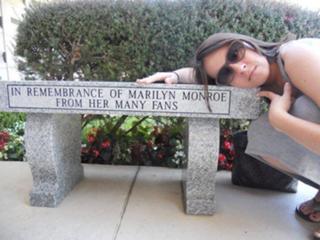 IN REMEMBRANCE OF MARILYN MONROE
FROM HER MANY FANS